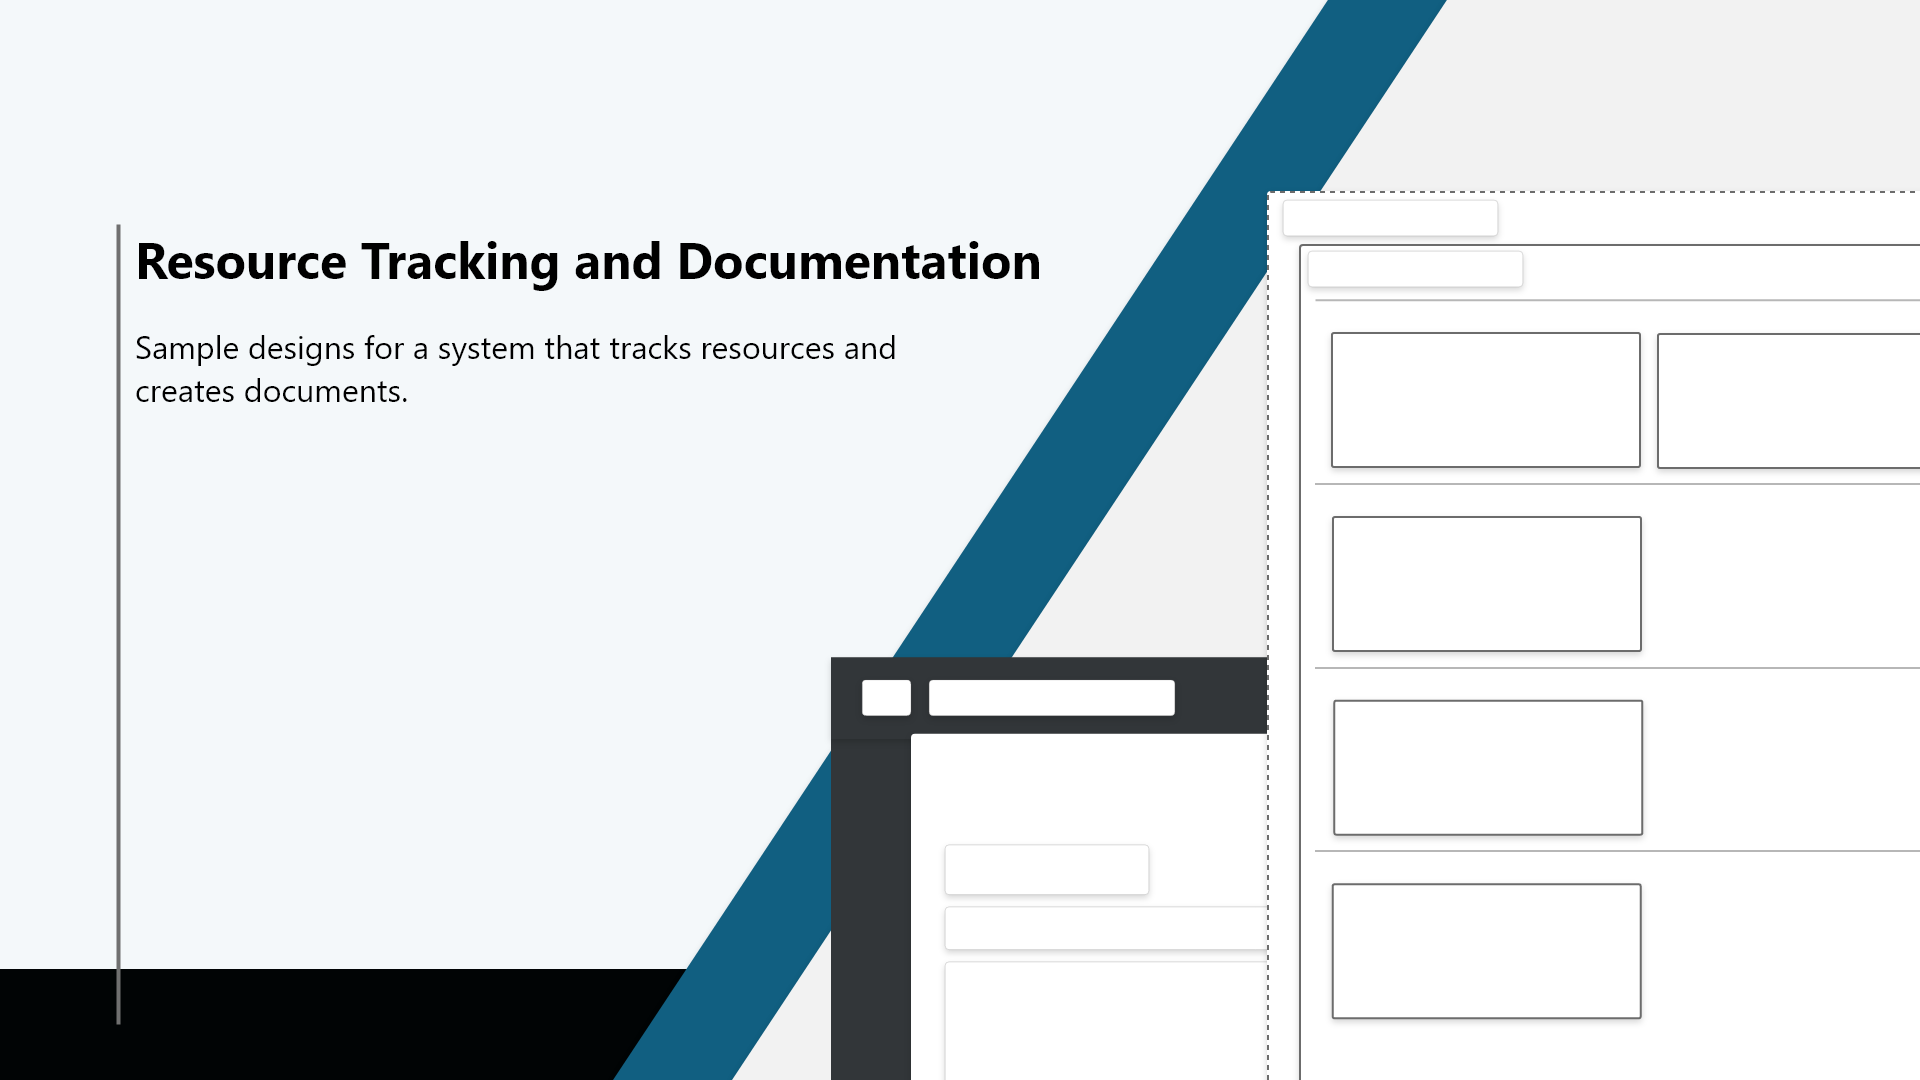 Resource Tracking and Documentation
Sample designs for a system that tracks resources and
creates documents.